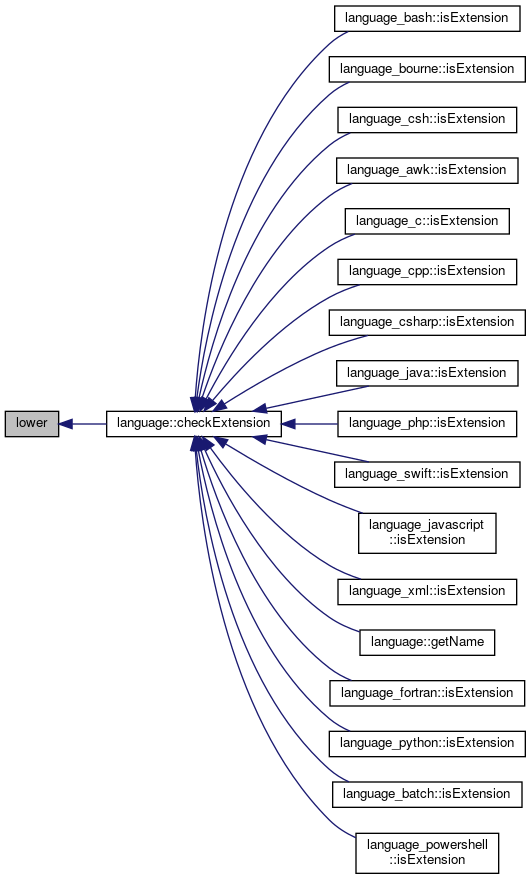 language_bash::isExtension
language_bourne::isExtension
language_csh::isExtension
language_awk::isExtension
language_c::isExtension
language_cpp::isExtension
language_csharp::isExtension
language_java::isExtension
lower
language::checkExtension
language_php::isExtension
language_swift::isExtension
language_javascript
::isExtension
language_xml::isExtension
language::getName
language_fortran::isExtension
language_python::isExtension
language_batch::isExtension
language_powershell
::isExtension